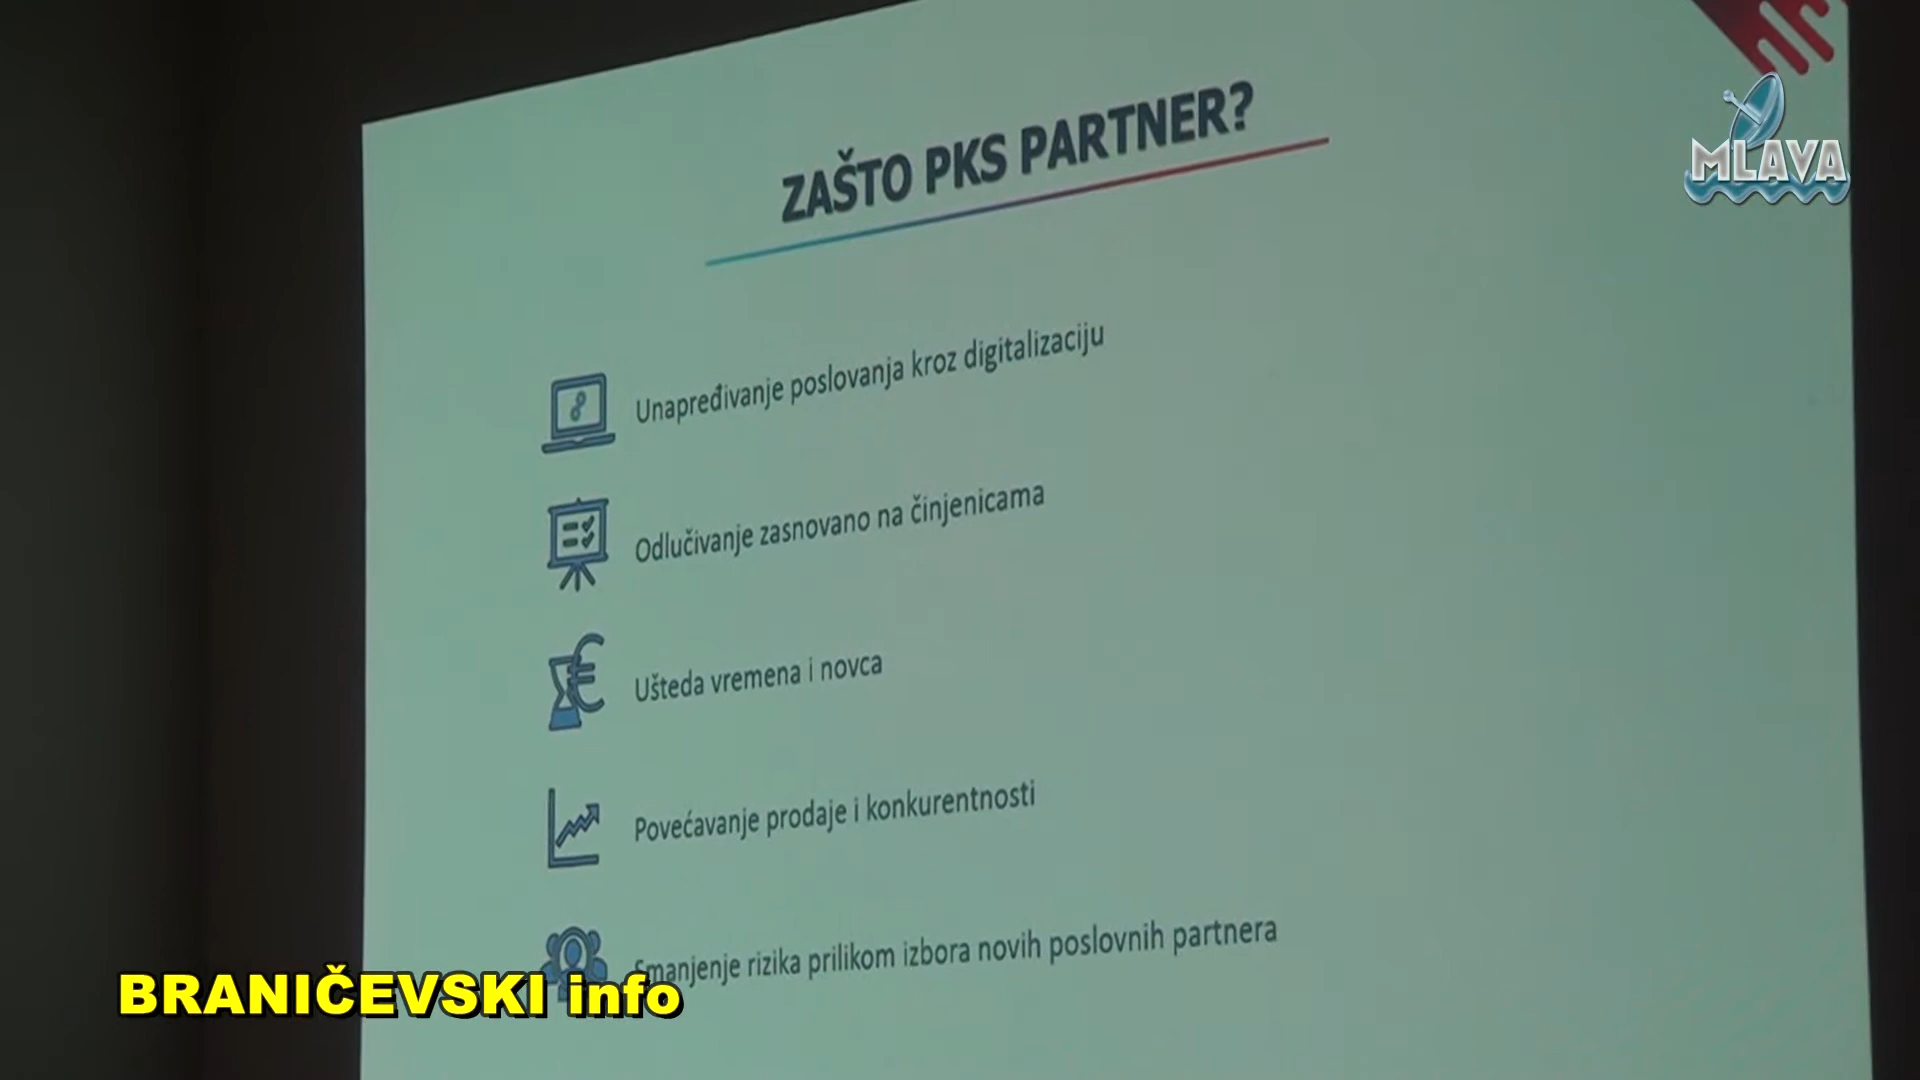 ZAŠTO PKS PARTNER?
MLAVA
Unapređivanje poslovanja kroz digitalizaciju
Odlučivanje zasnovano na činjenicama
Ušteda vremena i novca
Povećavanje prodaje i konkurentnosti
Smanjenje rizika prilikom izbora novih poslovnih partnera
BRANIČEVSKI info